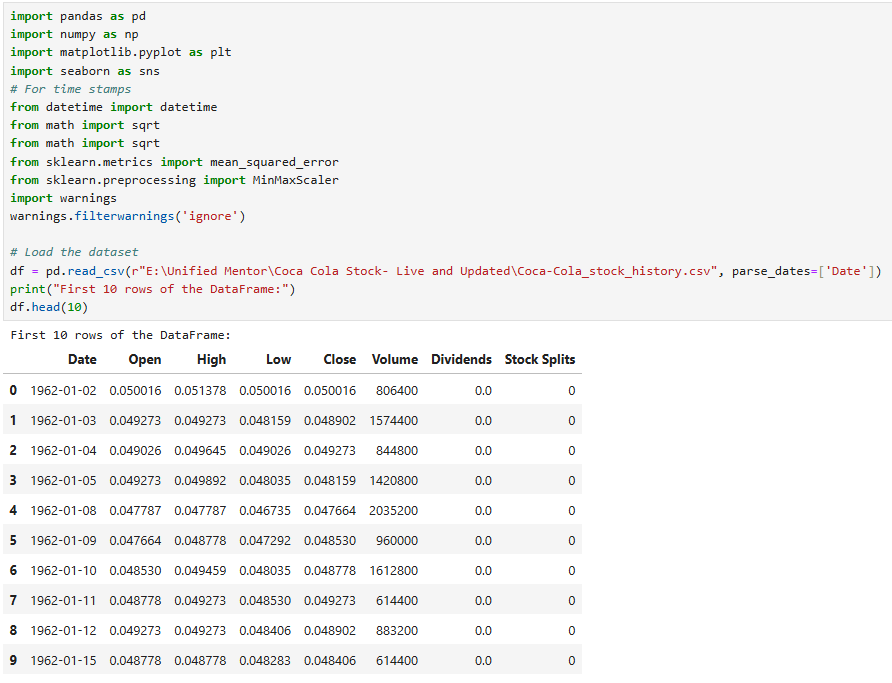 import pandas as pd
import numpy as np
import matplotlib.pyplot as plt
import seaborn as sns
# For time stamps
from datetime import datetime
from math import sqrt
from math import sqrt
from sklearn.metrics import mean_squared_error
from sklearn.preprocessing import MinMaxScaler
import warnings
warnings.filterwarnings('ignore')
# Load the dataset
df = pd.read_csv(r"E:\Unified Mentor\Coca Cola Stock- Live and Updated\Coca-Cola_stock_history.csv", parse_dates=['Date'])
print("First 10 rows of the DataFrame:")
df.head(10)
First 10 rows of the DataFrame:
Date Open High Low Close Volume Dividends Stock Splits
0 1962-01-02 0.050016 0.051378 0.050016 0.050016 806400 0.0 0
1 1962-01-03 0.049273 0.049273 0.048159 0.048902 1574400 0.0 0
2 1962-01-04 0.049026 0.049645 0.049026 0.049273 844800 0.0 0
3 1962-01-05 0.049273 0.049892 0.048035 0.048159 1420800 0.0 0
4 1962-01-08 0.047787 0.047787 0.046735 0.047664 2035200 0.0 0
5 1962-01-09 0.047664 0.048778 0.047292 0.048530 960000 0.0 0
6 1962-01-10 0.048530 0.049459 0.048035 0.048778 1612800 0.0 0
7 1962-01-11 0.048778 0.049273 0.048530 0.049273 614400 0.0 0
8 1962-01-12 0.049273 0.049273 0.048406 0.048902 883200 0.0 0
9 1962-01-15 0.048778 0.048778 0.048283 0.048406 614400 0.0 0